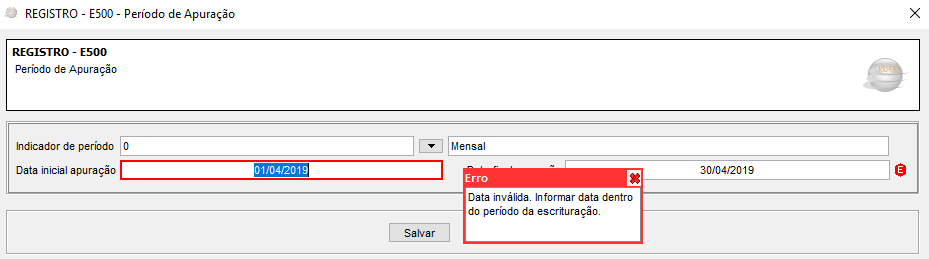 REGISTRO - E500 - Período de Apuração
REGISTRO - E500
Período de Apuração
Indicador de período 0 Mensal
Data inicial apuração 01/04/2019 30/04/2019
Erro
Data inválida. Informar data dentro
do período da escrituração.
Salvar